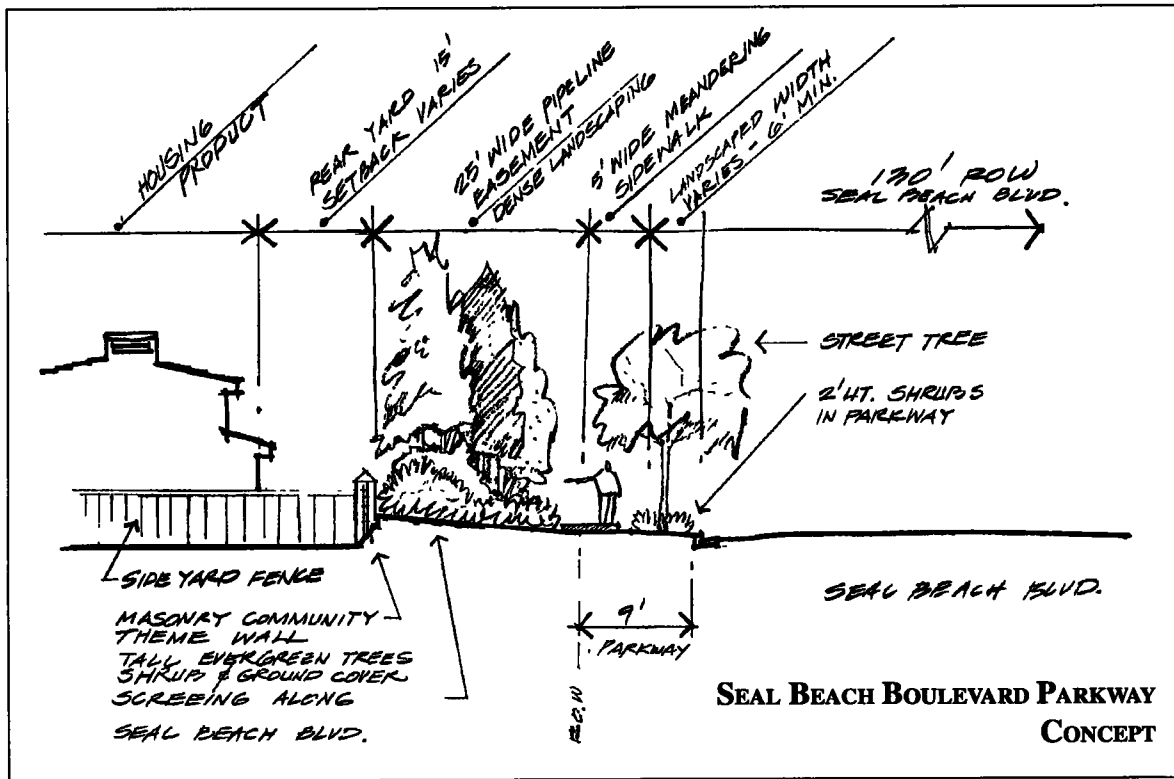 HOUSING
PRODUCT
REAR YARD 15'
SETBACK VARIES
25' WIDE PIPELINE
EASEMENT
DENSE LANDSCAPING
5' WIDE MEANDERING
SIDEWALK
LANDSCAPED WIDTH
VARIES - 6' MIN.
130' ROW
SEAL BEACH BLVD.
STREET TREE
2' HT. SHRUBS
IN PARKWAY
SIDE YARD FENCE
MASONRY COMMUNITY
THEME WALL
TALL EVERGREEN TREES
SHRUB & GROUND COVER
SCREEING ALONG
SEAL BEACH BLVD.
9'
PARKWAY
R.O.W
SEAL BEACH BLVD.
SEAL BEACH BOULEVARD PARKWAY
CONCEPT